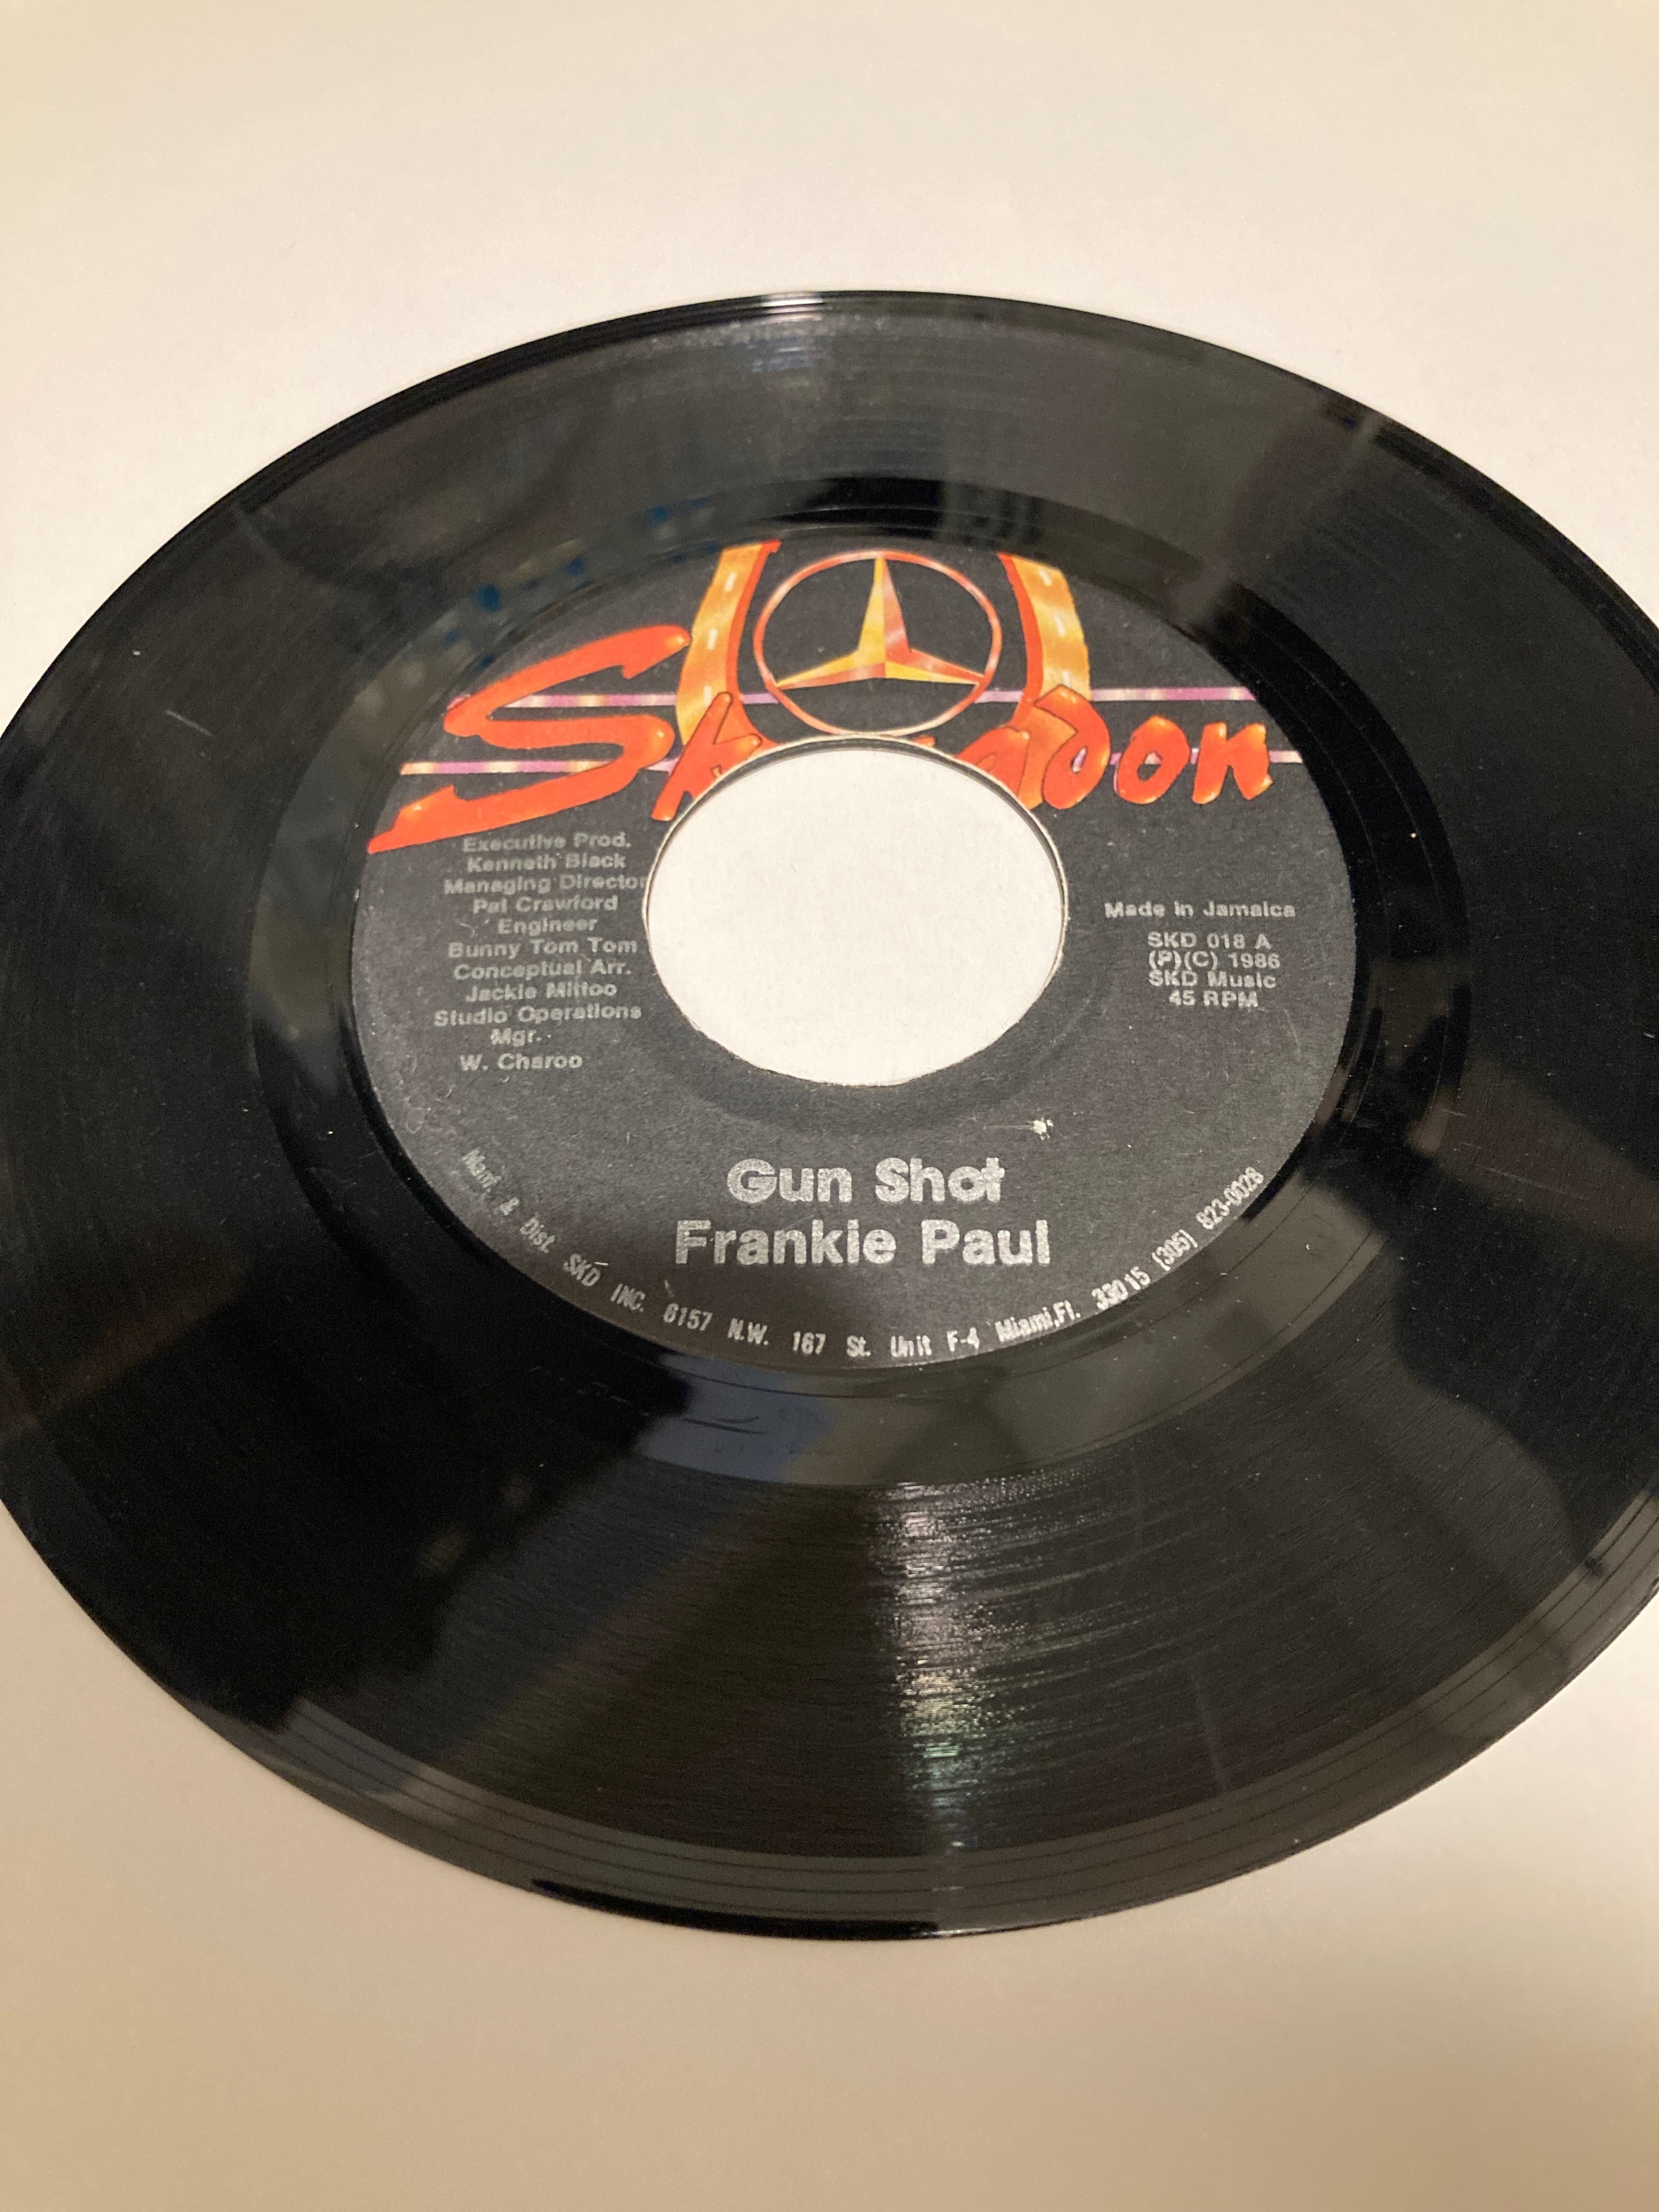 Executive Prod.
Kenneth Black
Managing Director
Pat Crawford
Engineer
Bunny Tom Tom
Conceptual Arr.
Jackie Mittoo
Studio Operations
Mgr.
W. Charoo
Made in Jamaica
SKD 018 A
(P)(C) 1986
SKD Music
45 RPM
Gun Shot
Frankie Paul
Manf. & Dist. SKD INC. 6157 N.W. 167 St. Unit F-4 Miami,Fl. 33015 (305) 823-0028